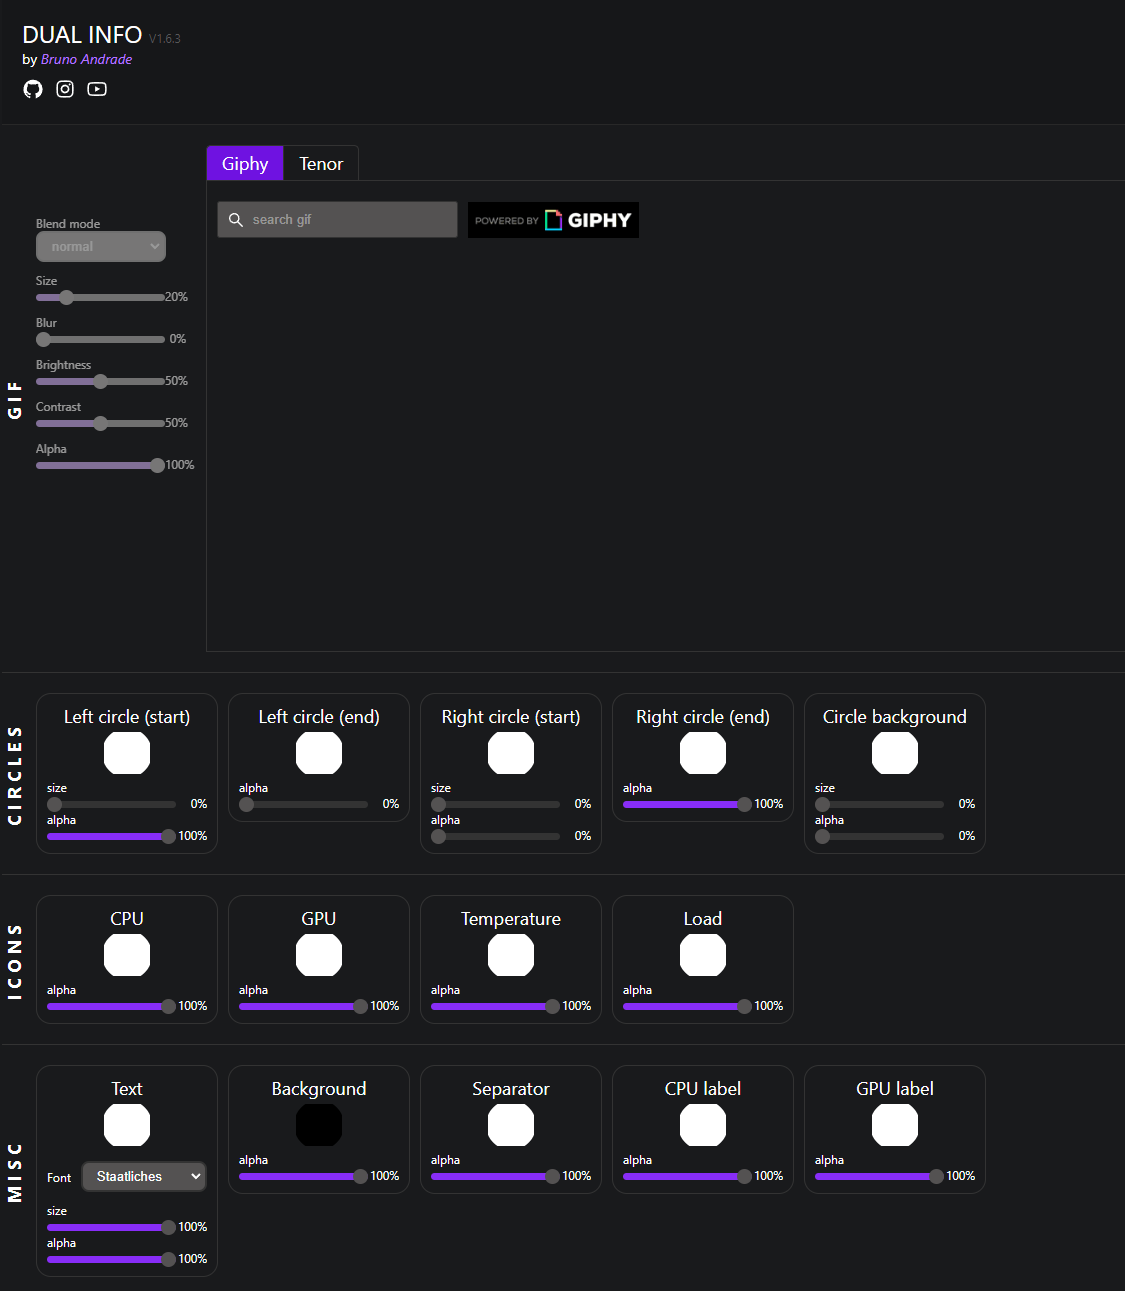 DUAL INFO V1.6.3
by Bruno Andrade
Giphy Tenor
search gif POWERED BY GIPHY
GIF
Blend mode
normal
Size
20%
Blur
0%
Brightness
50%
Contrast
50%
Alpha
100%
CIRCLES
Left circle (start)
size
0%
alpha
100%
Left circle (end)
alpha
0%
Right circle (start)
size
0%
alpha
0%
Right circle (end)
alpha
100%
Circle background
size
0%
alpha
0%
ICONS
CPU
alpha
100%
GPU
alpha
100%
Temperature
alpha
100%
Load
alpha
100%
MISC
Text
Font Staatliches
size
100%
alpha
100%
Background
alpha
100%
Separator
alpha
100%
CPU label
alpha
100%
GPU label
alpha
100%